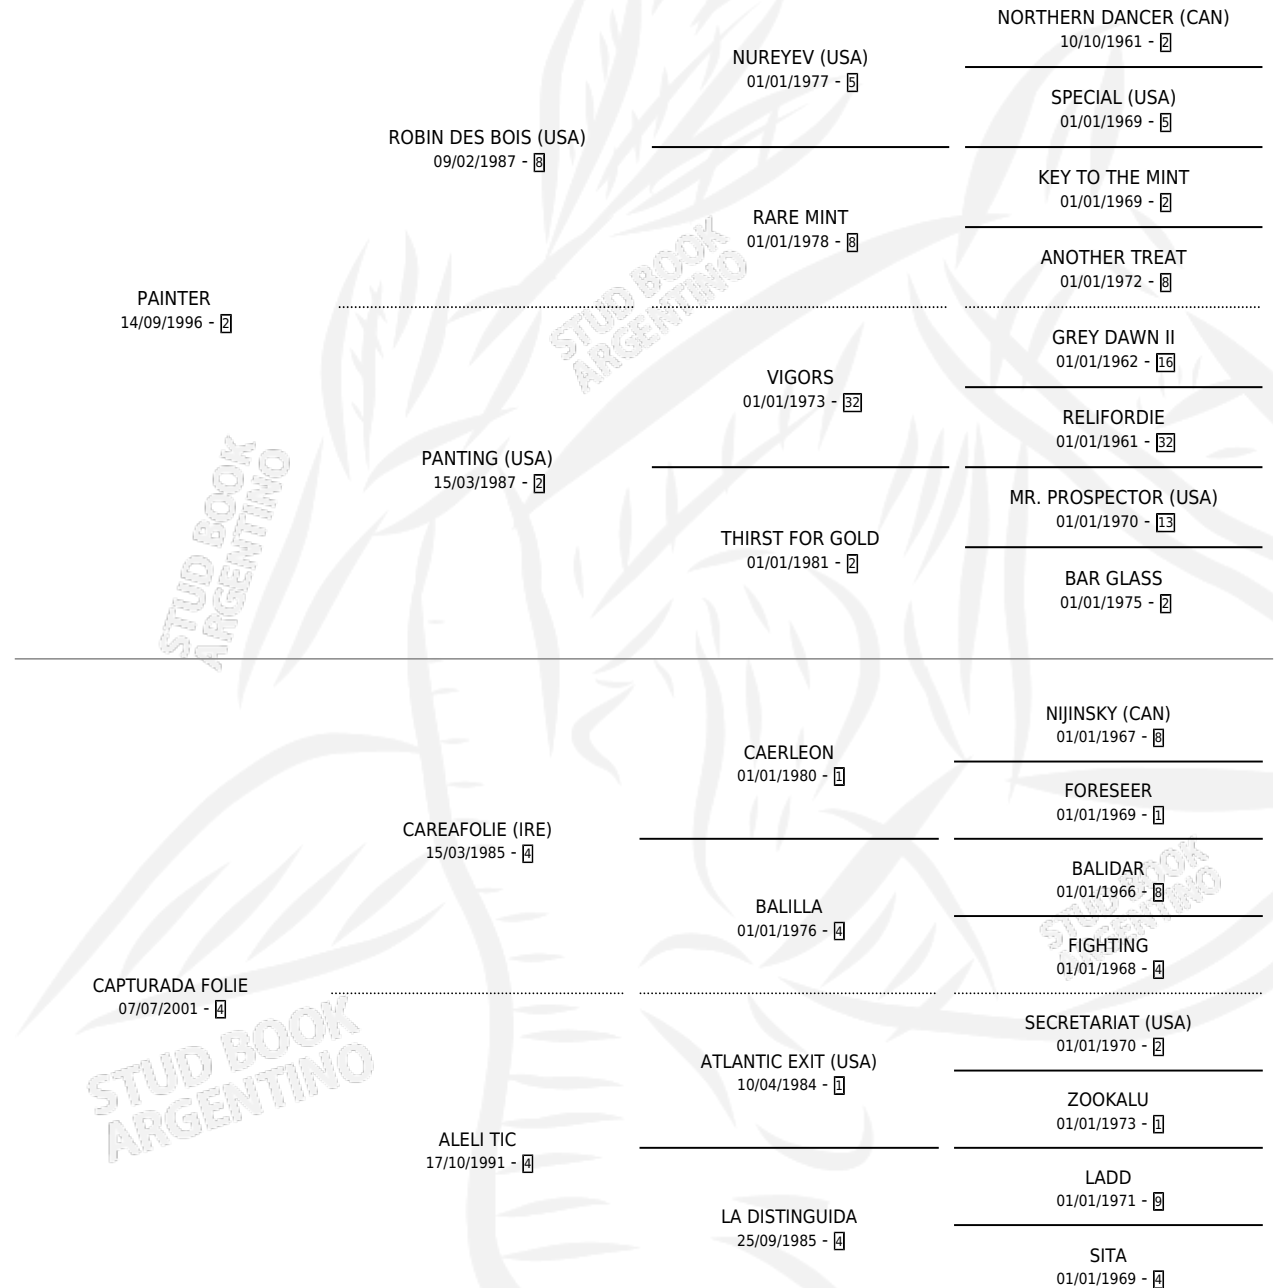 NORTHERN DANCER (CAN)
10/10/1961 - 2
NUREYEV (USA)
01/01/1977 - 5
SPECIAL (USA)
01/01/1969 - 5
ROBIN DES BOIS (USA)
09/02/1987 - 8
KEY TO THE MINT
01/01/1969 - 2
RARE MINT
01/01/1978 - 8
ANOTHER TREAT
01/01/1972 - 8
PAINTER
14/09/1996 - 2
GREY DAWN II
01/01/1962 - 16
VIGORS
01/01/1973 - 32
RELIFORDIE
01/01/1961 - 32
PANTING (USA)
15/03/1987 - 2
MR. PROSPECTOR (USA)
01/01/1970 - 13
THIRST FOR GOLD
01/01/1981 - 2
BAR GLASS
01/01/1975 - 2
STUD BOOK
ARGENTINO
STUD BOOK
ARGENTINO
NIJINSKY (CAN)
01/01/1967 - 8
CAERLEON
01/01/1980 - 1
FORESEER
01/01/1969 - 1
CAREAFOLIE (IRE)
15/03/1985 - 4
BALIDAR
01/01/1966 - 8
BALILLA
01/01/1976 - 4
FIGHTING
01/01/1968 - 4
CAPTURADA FOLIE
07/07/2001 - 4
SECRETARIAT (USA)
01/01/1970 - 2
ATLANTIC EXIT (USA)
10/04/1984 - 1
ZOOKALU
01/01/1973 - 1
ALELI TIC
17/10/1991 - 4
LADD
01/01/1971 - 9
LA DISTINGUIDA
25/09/1985 - 4
SITA
01/01/1969 - 4
STUD BOOK
ARGENTINO
STUD BOOK
ARGENTINO